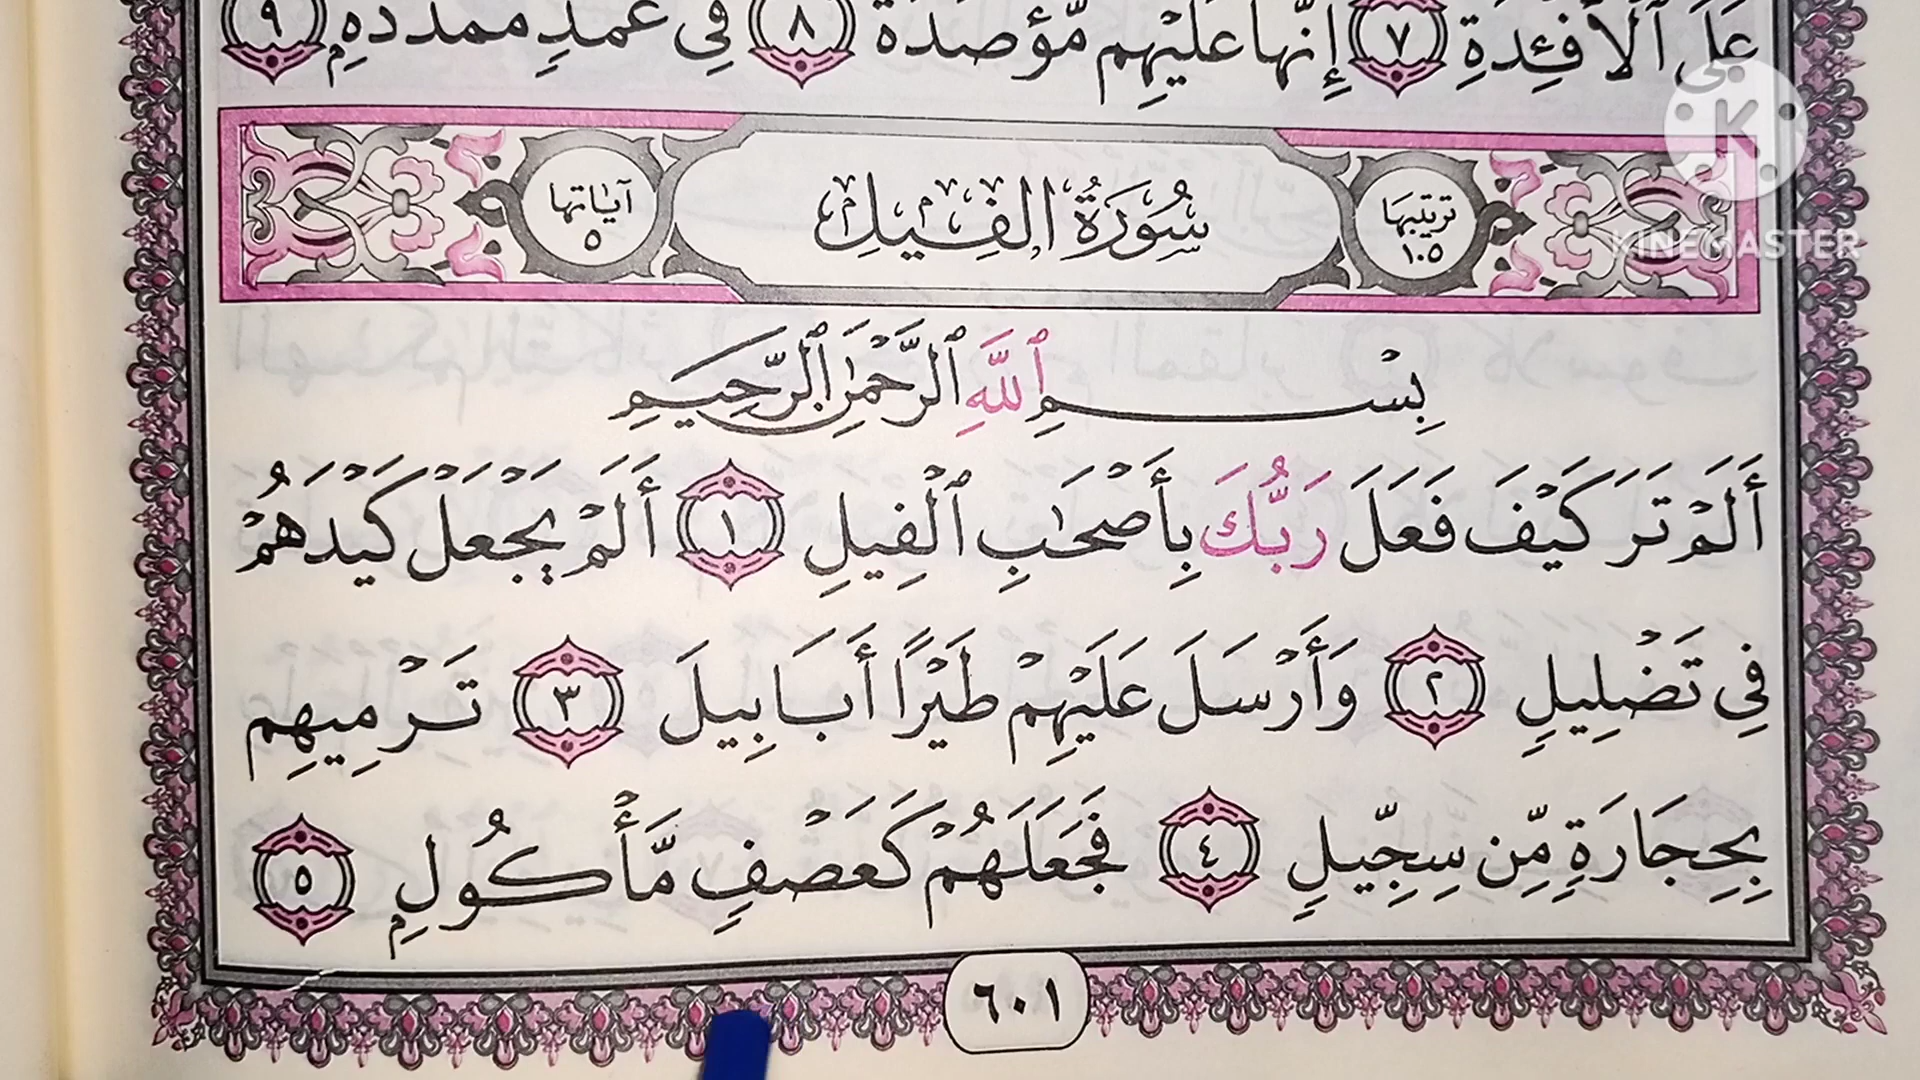 عَلَى ٱلْأَفْـِٔدَةِ ٧ إِنَّهَا عَلَيْهِم مُّؤْصَدَةٌ ٨ فِى عَمَدٍ مُّمَدَّدَةٍۭ ٩
ترتيبها ١٠٥ سُورَةُ الفِيلِ آياتها ٥
KINEMASTER
بِسْمِ ٱللَّهِ ٱلرَّحْمَٰنِ ٱلرَّحِيمِ
أَلَمْ تَرَ كَيْفَ فَعَلَ رَبُّكَ بِأَصْحَٰبِ ٱلْفِيلِ ١ أَلَمْ يَجْعَلْ كَيْدَهُمْ
فِى تَضْلِيلٍ ٢ وَأَرْسَلَ عَلَيْهِمْ طَيْرًا أَبَابِيلَ ٣ تَرْمِيهِم
بِحِجَارَةٍ مِّن سِجِّيلٍ ٤ فَجَعَلَهُمْ كَعَصْفٍ مَّأْكُولٍۭ ٥
٦٠١